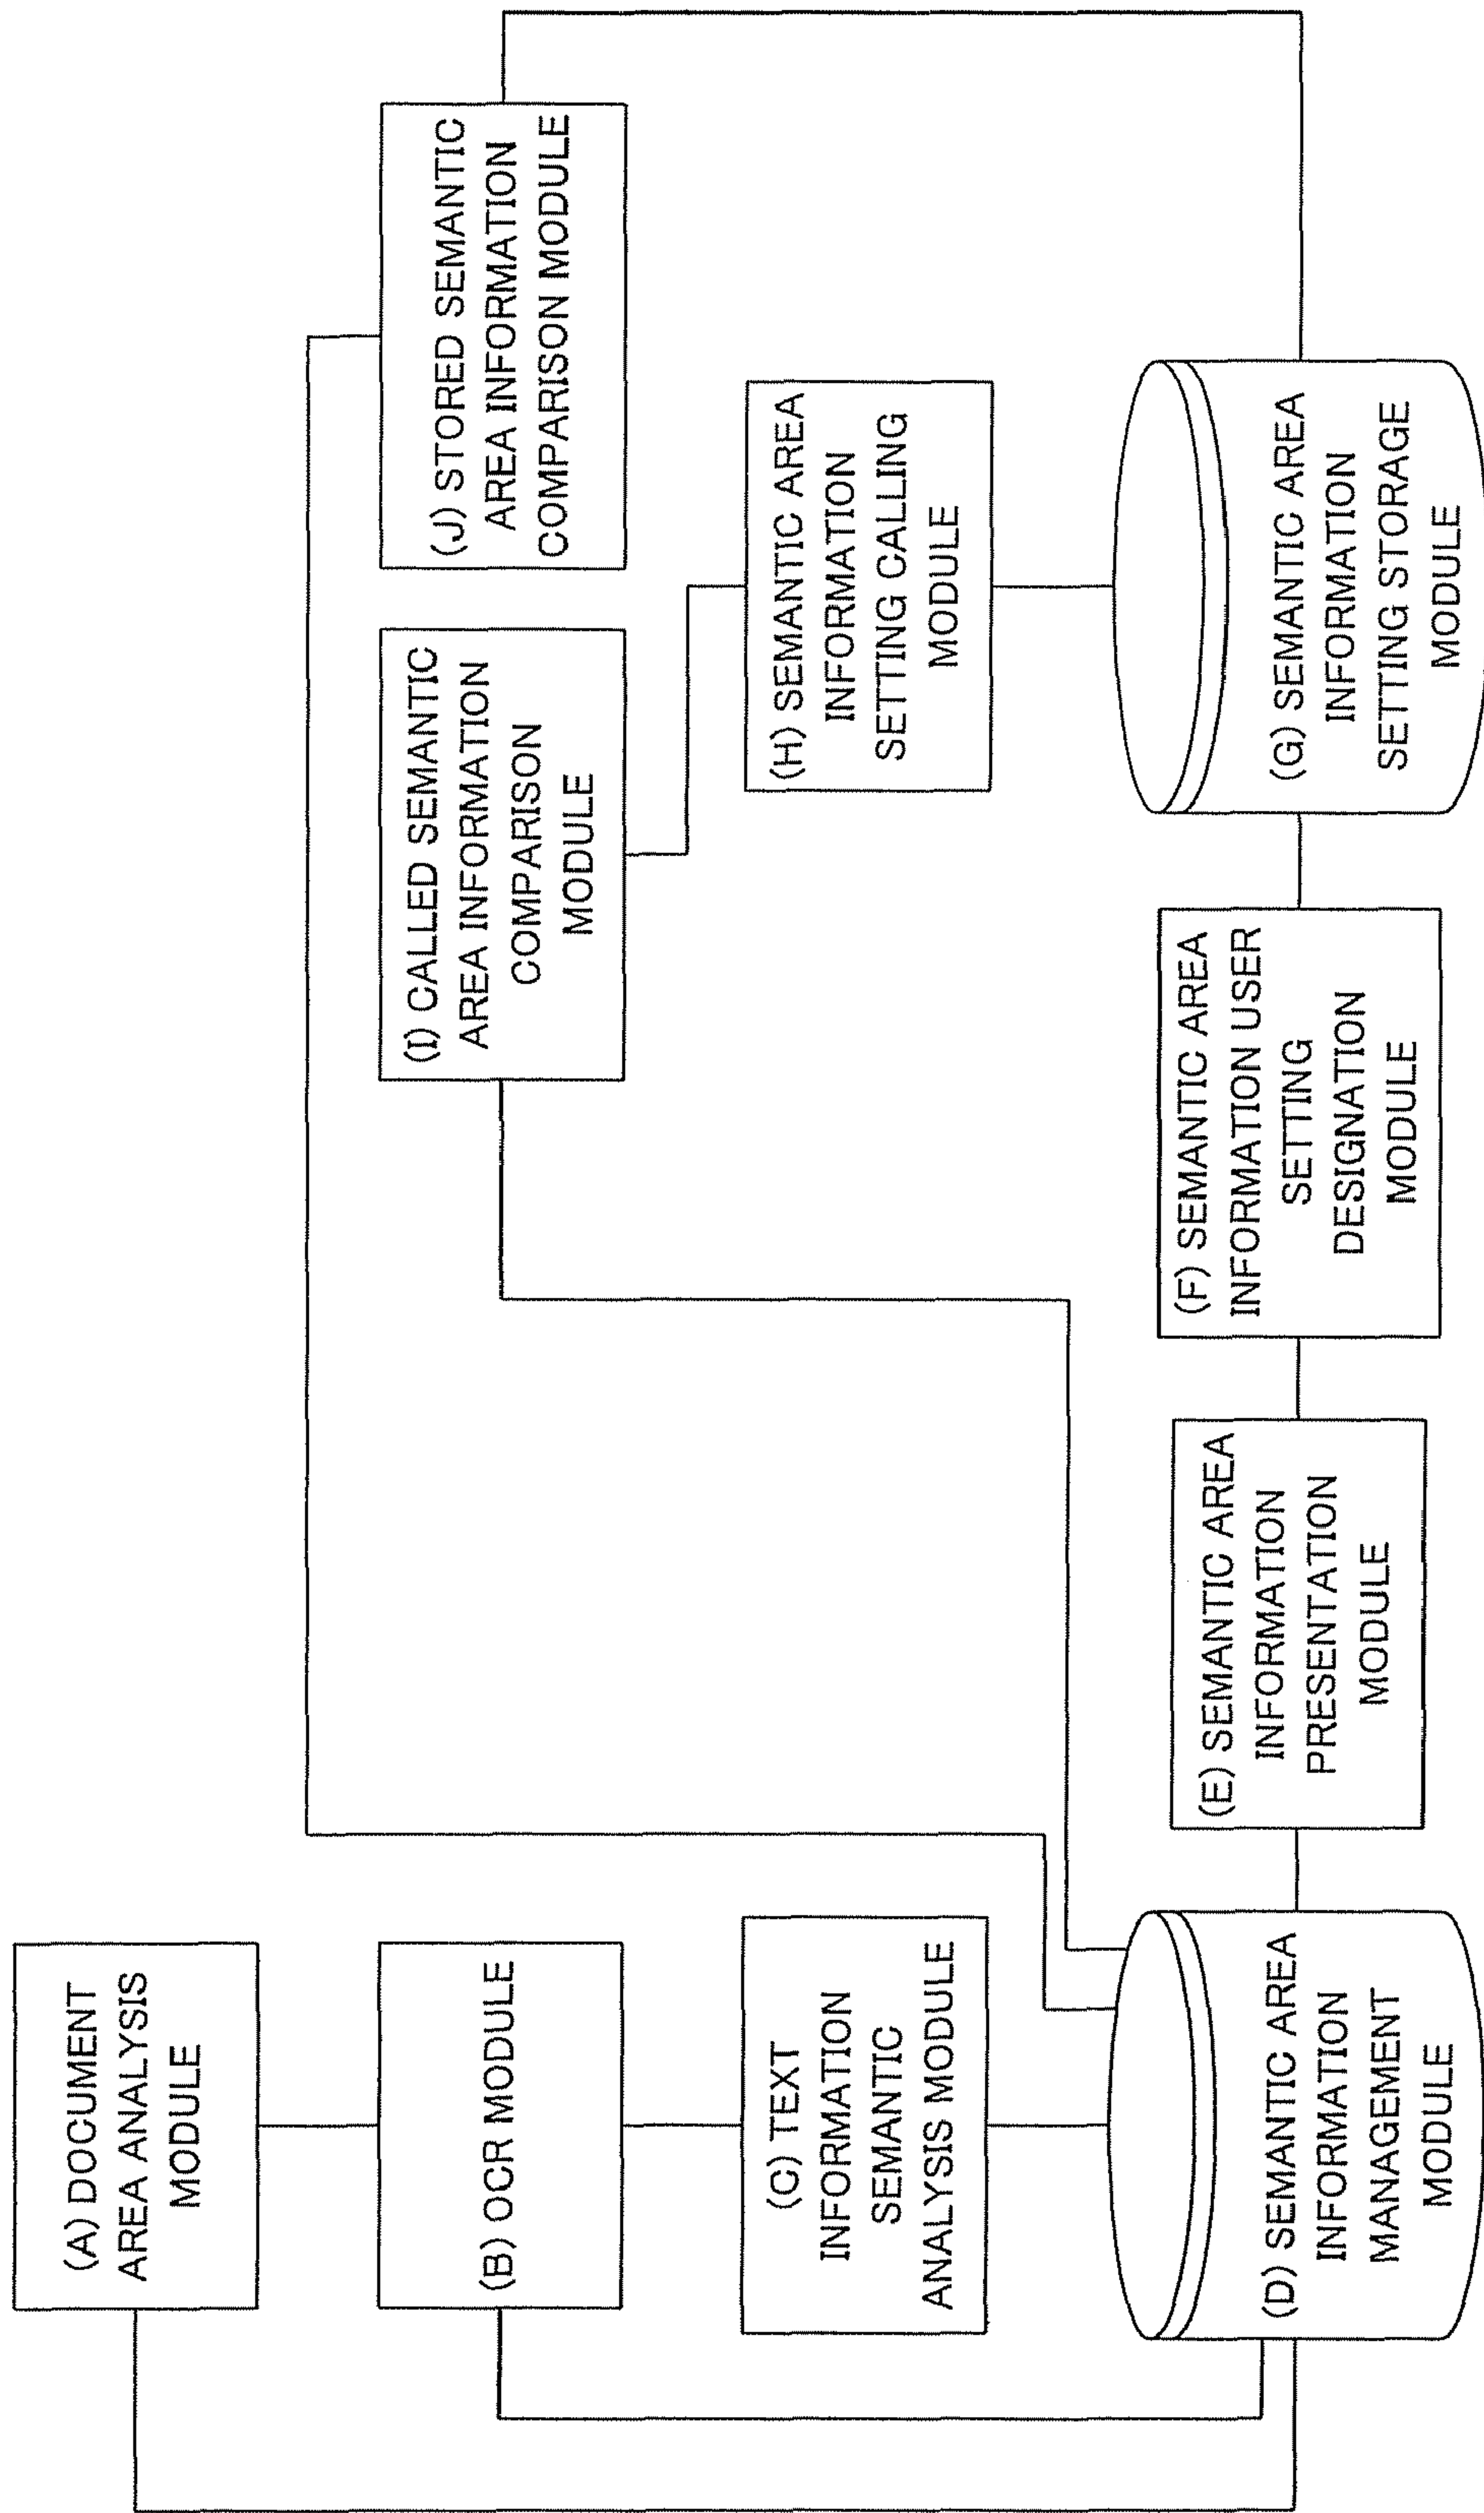 (A) DOCUMENT
AREA ANALYSIS
MODULE
(B) OCR MODULE
(C) TEXT
INFORMATION
SEMANTIC
ANALYSIS MODULE
(D) SEMANTIC AREA
INFORMATION
MANAGEMENT
MODULE
(E) SEMANTIC AREA
INFORMATION
PRESENTATION
MODULE
(F) SEMANTIC AREA
INFORMATION USER
SETTING
DESIGNATION
MODULE
(G) SEMANTIC AREA
INFORMATION
SETTING STORAGE
MODULE
(H) SEMANTIC AREA
INFORMATION
SETTING CALLING
MODULE
(I) CALLED SEMANTIC
AREA INFORMATION
COMPARISON
MODULE
(J) STORED SEMANTIC
AREA INFORMATION
COMPARISON MODULE